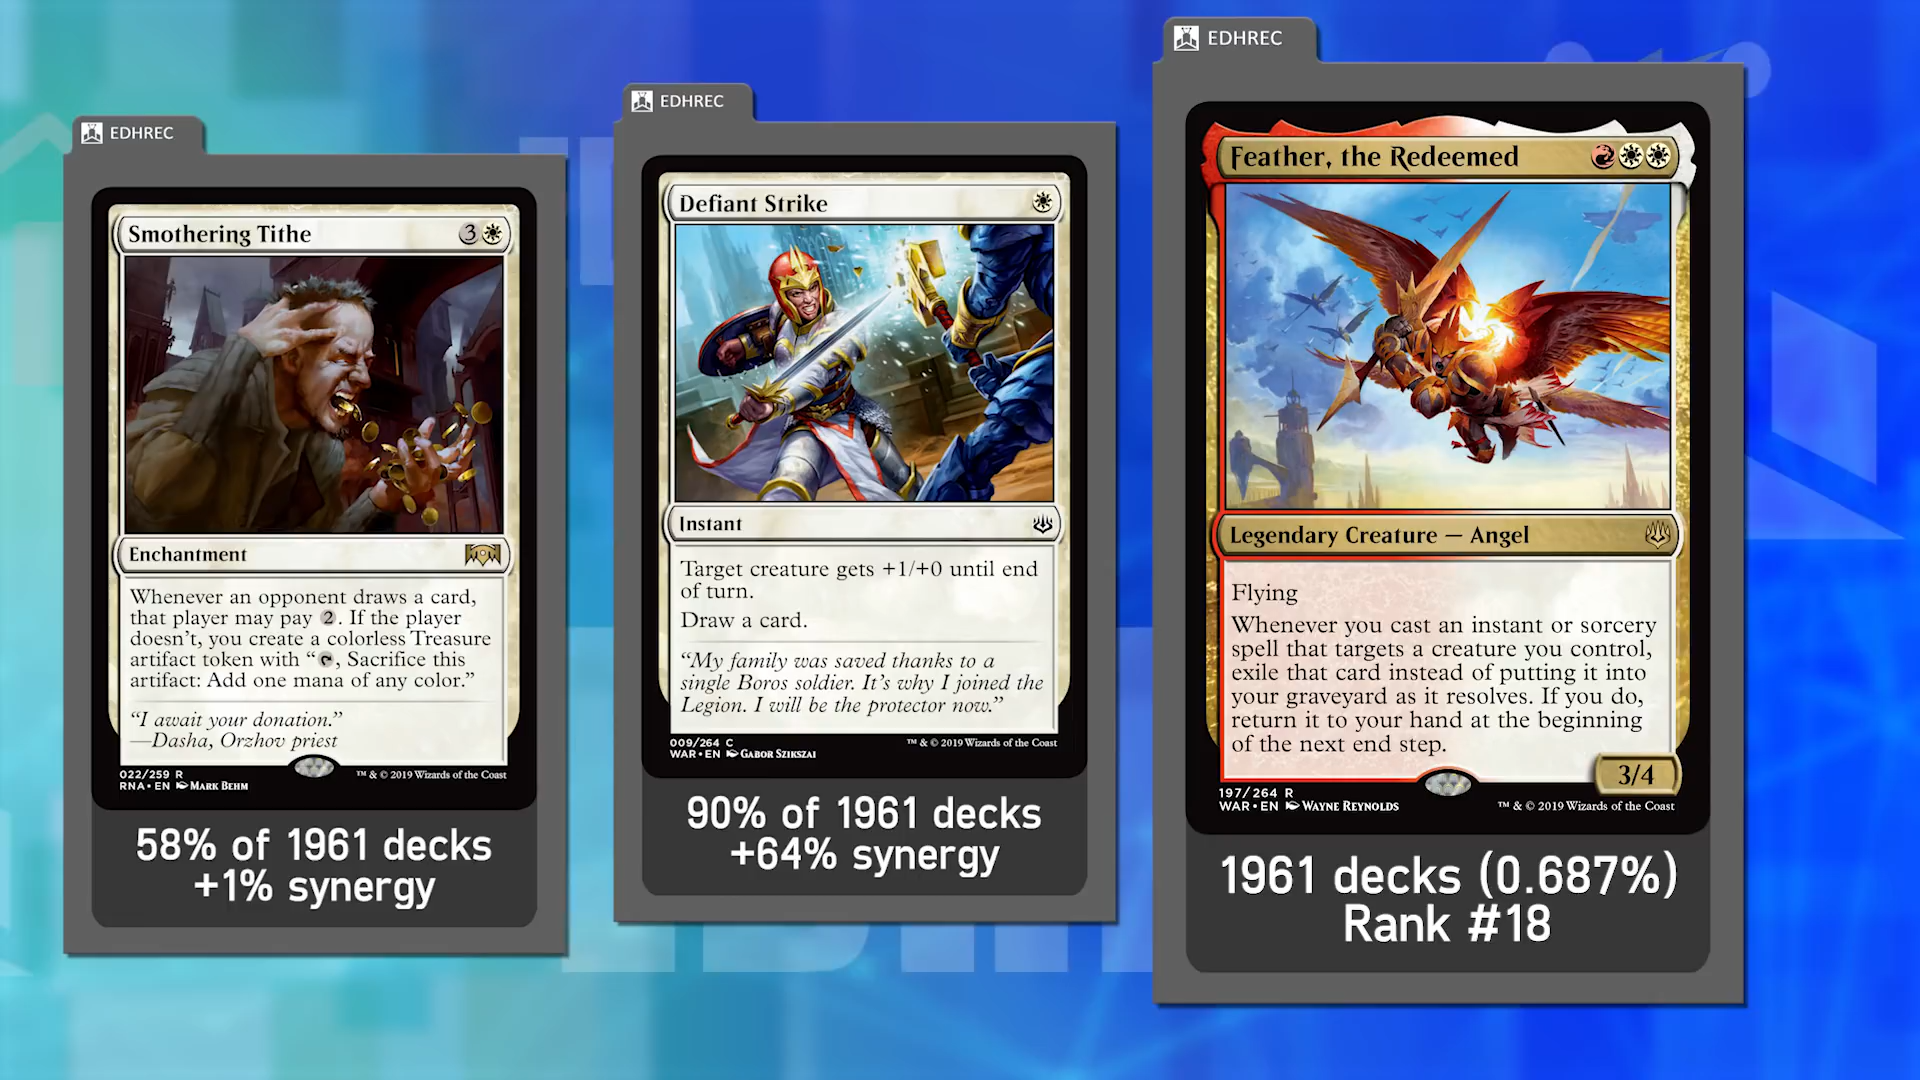 EDHREC
Smothering Tithe 3
Enchantment
Whenever an opponent draws a card,
that player may pay 2. If the player
doesn't, you create a colorless Treasure
artifact token with “, Sacrifice this
artifact: Add one mana of any color.”
“I await your donation.”
—Dasha, Orzhov priest
022/259 R
RNA • EN Mark Behm
™ & © 2019 Wizards of the Coast
58% of 1961 decks
+1% synergy
EDHREC
Defiant Strike
Instant
Target creature gets +1/+0 until end
of turn.
Draw a card.
“My family was saved thanks to a
single Boros soldier. It's why I joined the
Legion. I will be the protector now.”
009/264 C
WAR • EN Gabor Szikszai
™ & © 2019 Wizards of the Coast
90% of 1961 decks
+64% synergy
EDHREC
Feather, the Redeemed
Legendary Creature — Angel
Flying
Whenever you cast an instant or sorcery
spell that targets a creature you control,
exile that card instead of putting it into
your graveyard as it resolves. If you do,
return it to your hand at the beginning
of the next end step.
3/4
197/264 R
WAR • EN Wayne Reynolds
™ & © 2019 Wizards of the Coast
1961 decks (0.687%)
Rank #18